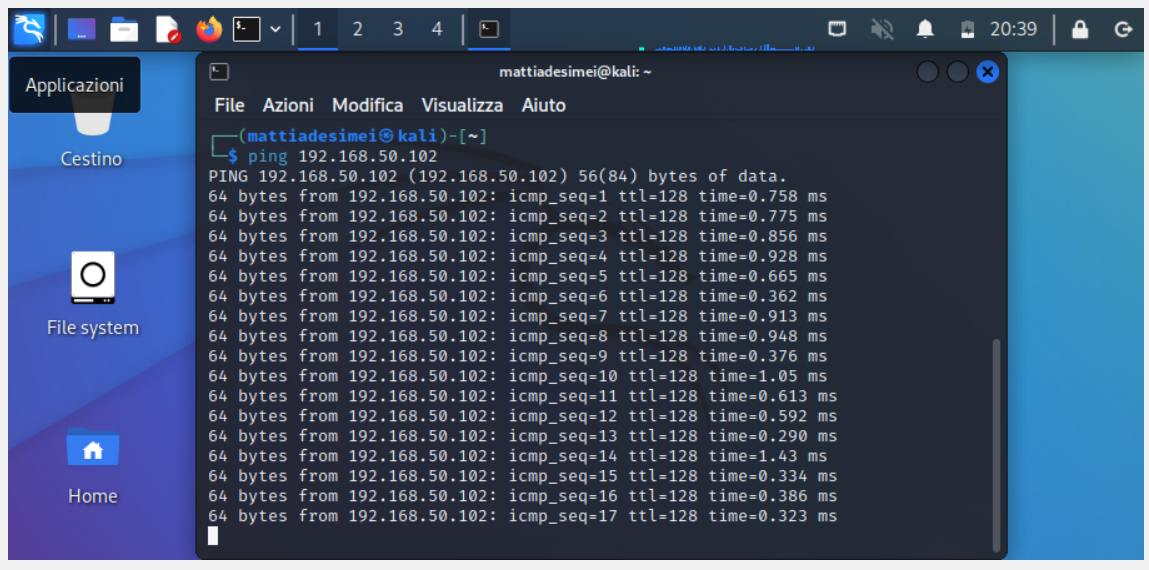 1 2 3 4 20:39
Applicazioni
mattiadesimei@kali: ~
File Azioni Modifica Visualizza Aiuto
┌──(mattiadesimei㉿kali)-[~]
└─$ ping 192.168.50.102
PING 192.168.50.102 (192.168.50.102) 56(84) bytes of data.
64 bytes from 192.168.50.102: icmp_seq=1 ttl=128 time=0.758 ms
64 bytes from 192.168.50.102: icmp_seq=2 ttl=128 time=0.775 ms
64 bytes from 192.168.50.102: icmp_seq=3 ttl=128 time=0.856 ms
64 bytes from 192.168.50.102: icmp_seq=4 ttl=128 time=0.928 ms
64 bytes from 192.168.50.102: icmp_seq=5 ttl=128 time=0.665 ms
64 bytes from 192.168.50.102: icmp_seq=6 ttl=128 time=0.362 ms
64 bytes from 192.168.50.102: icmp_seq=7 ttl=128 time=0.913 ms
64 bytes from 192.168.50.102: icmp_seq=8 ttl=128 time=0.948 ms
64 bytes from 192.168.50.102: icmp_seq=9 ttl=128 time=0.376 ms
64 bytes from 192.168.50.102: icmp_seq=10 ttl=128 time=1.05 ms
64 bytes from 192.168.50.102: icmp_seq=11 ttl=128 time=0.613 ms
64 bytes from 192.168.50.102: icmp_seq=12 ttl=128 time=0.592 ms
64 bytes from 192.168.50.102: icmp_seq=13 ttl=128 time=0.290 ms
64 bytes from 192.168.50.102: icmp_seq=14 ttl=128 time=1.43 ms
64 bytes from 192.168.50.102: icmp_seq=15 ttl=128 time=0.334 ms
64 bytes from 192.168.50.102: icmp_seq=16 ttl=128 time=0.386 ms
64 bytes from 192.168.50.102: icmp_seq=17 ttl=128 time=0.323 ms
Cestino
File system
Home